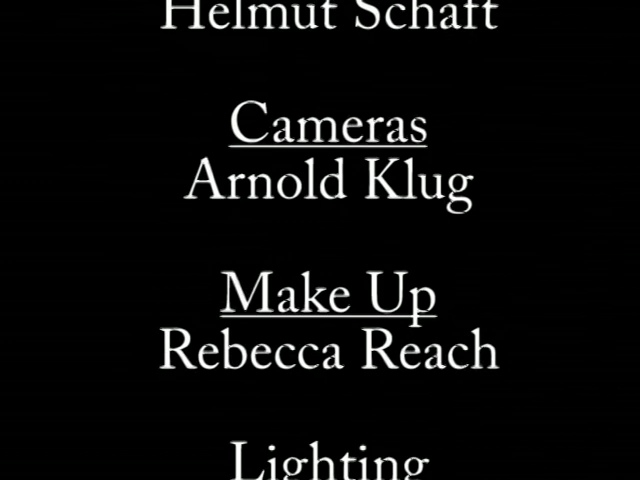 Helmut Schaft
Cameras
Arnold Klug
Make Up
Rebecca Reach
Lighting